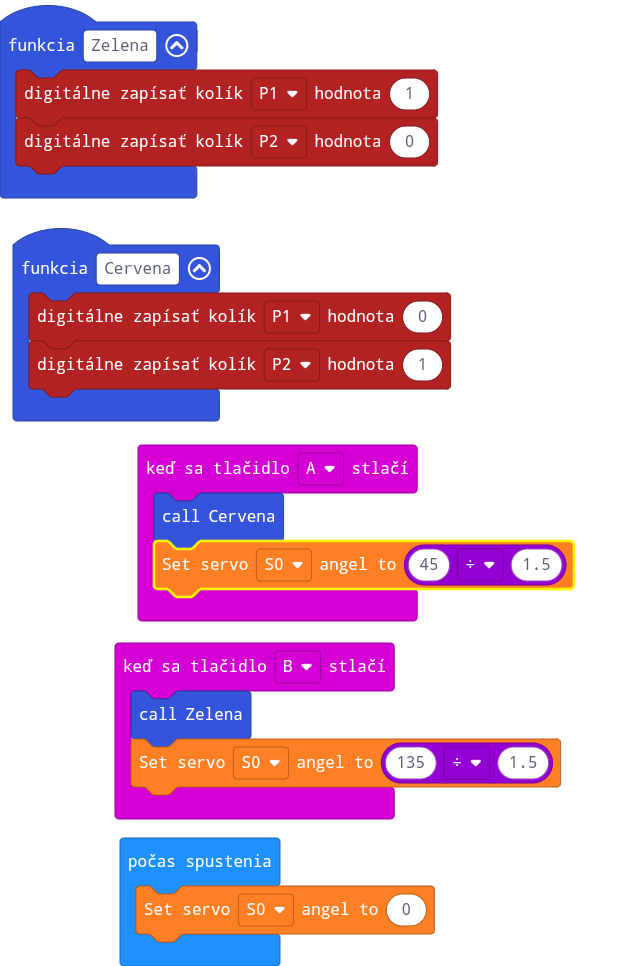 funkcia Zelena
digitálne zapísať kolík P1 hodnota 1
digitálne zapísať kolík P2 hodnota 0
funkcia Cervena
digitálne zapísať kolík P1 hodnota 0
digitálne zapísať kolík P2 hodnota 1
keď sa tlačidlo A stlačí
call Cervena
Set servo S0 angel to 45 ÷ 1.5
keď sa tlačidlo B stlačí
call Zelena
Set servo S0 angel to 135 ÷ 1.5
počas spustenia
Set servo S0 angel to 0